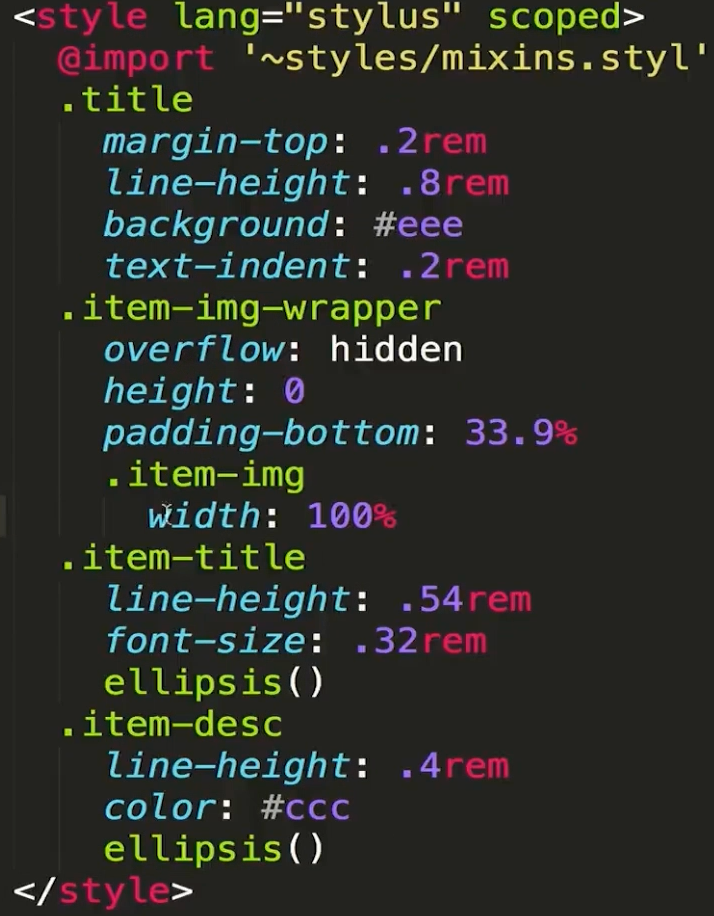 <style lang="stylus" scoped>
  @import '~styles/mixins.styl'
  .title
    margin-top: .2rem
    line-height: .8rem
    background: #eee
    text-indent: .2rem
  .item-img-wrapper
    overflow: hidden
    height: 0
    padding-bottom: 33.9%
    .item-img
      width: 100%
  .item-title
    line-height: .54rem
    font-size: .32rem
    ellipsis()
  .item-desc
    line-height: .4rem
    color: #ccc
    ellipsis()
</style>